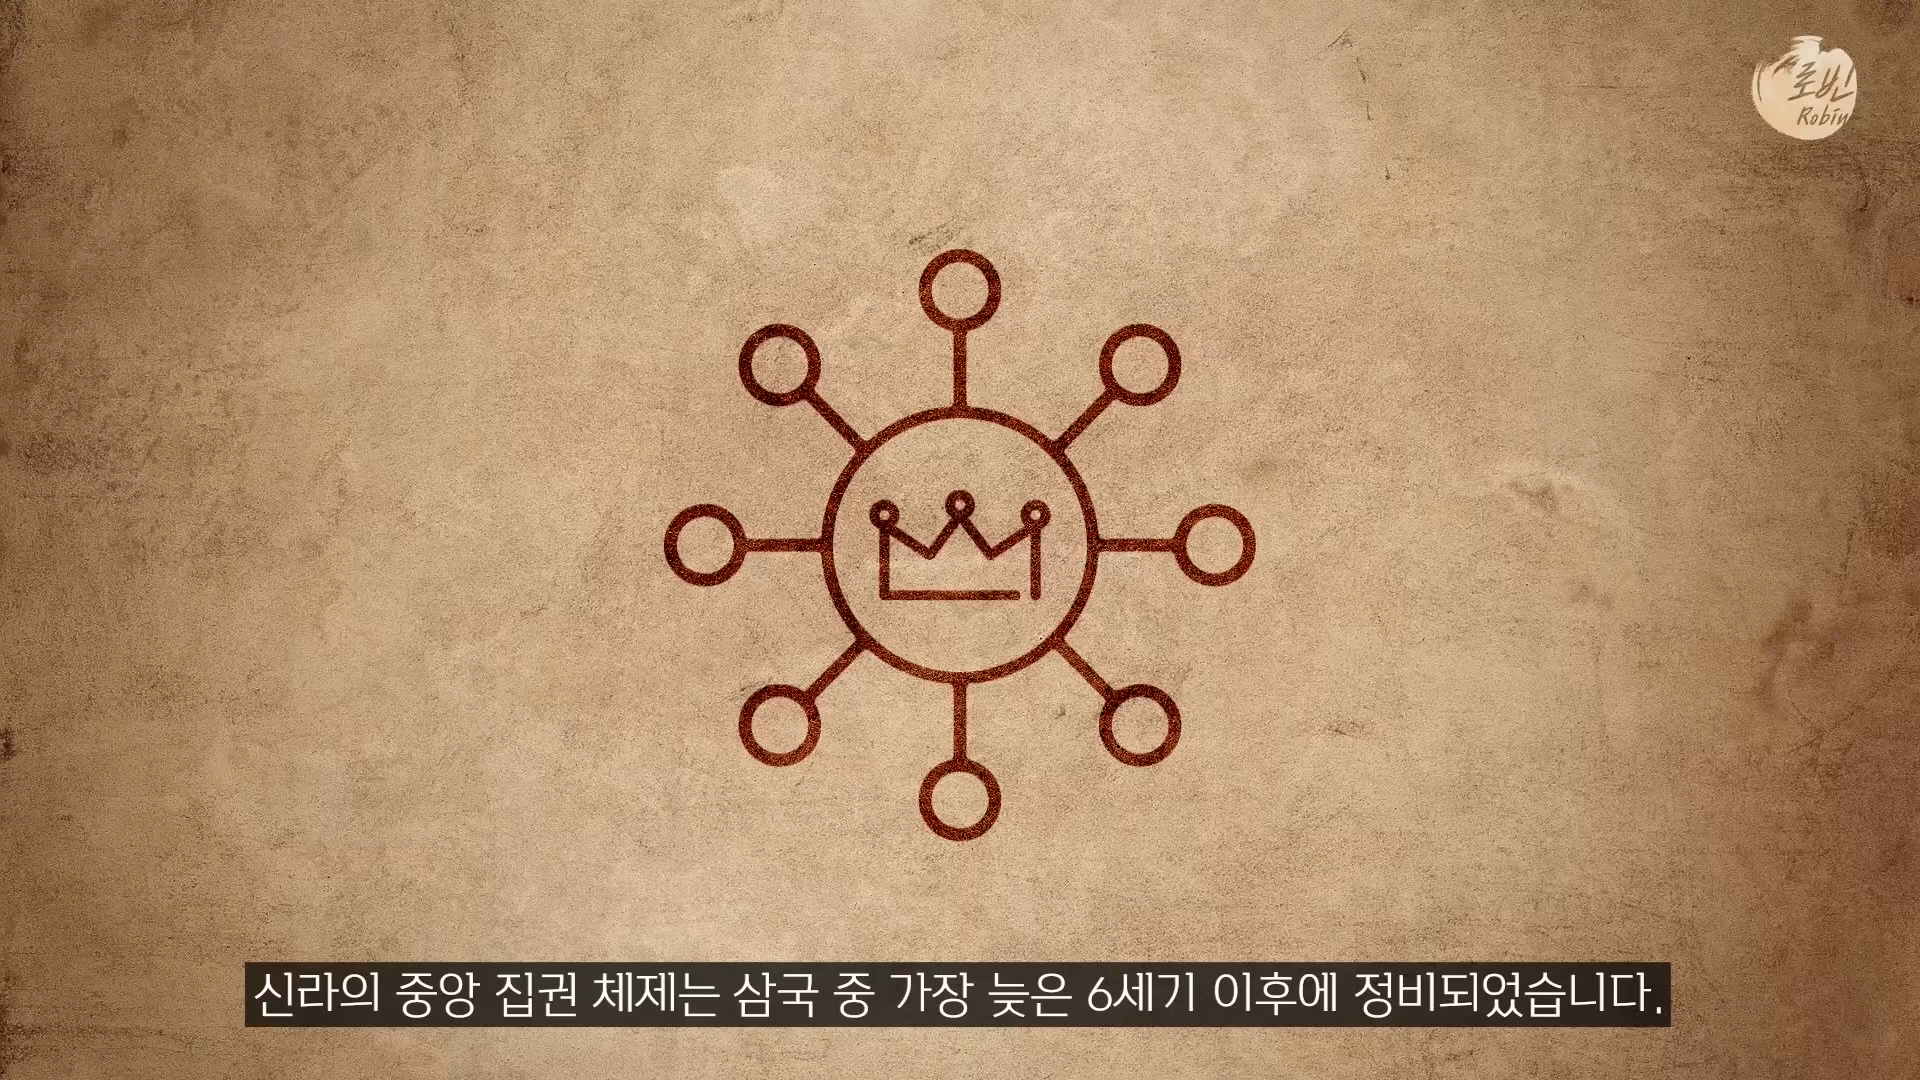 로빈
Robin
신라의 중앙 집권 체제는 삼국 중 가장 늦은 6세기 이후에 정비되었습니다.